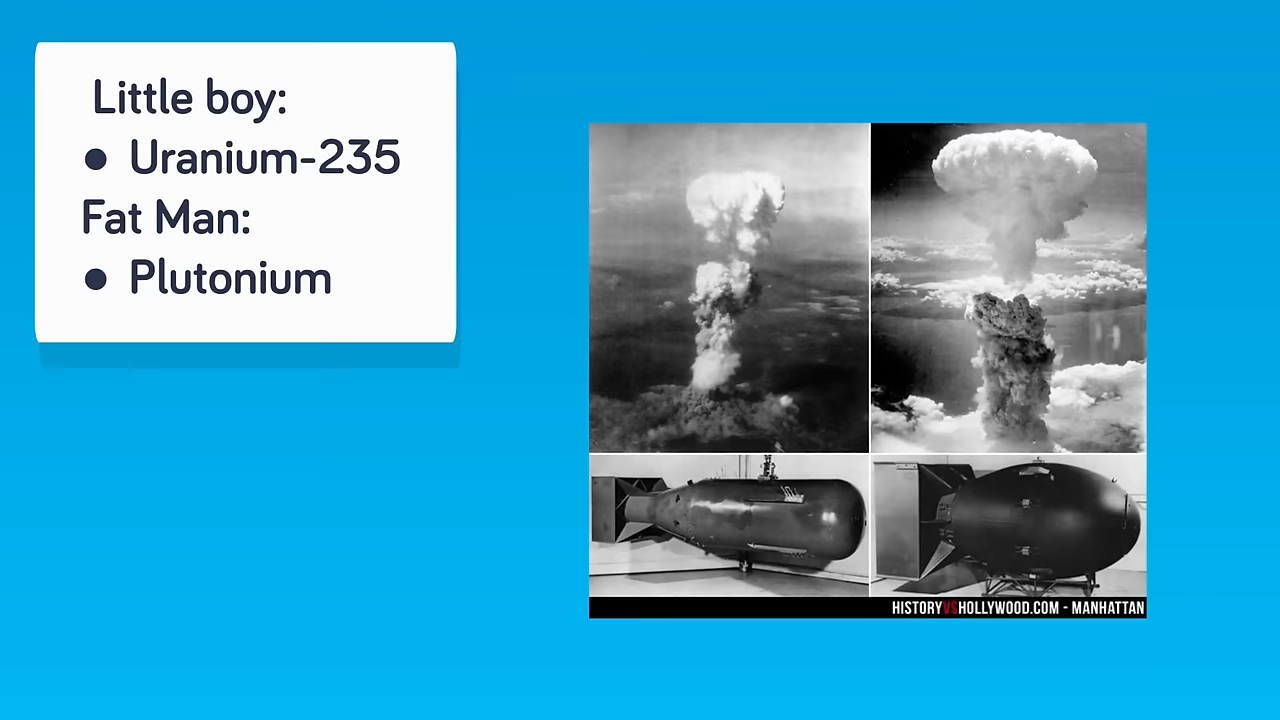 Little boy:
● Uranium-235
Fat Man:
● Plutonium
HISTORYVSHOLLYWOOD.COM - MANHATTAN